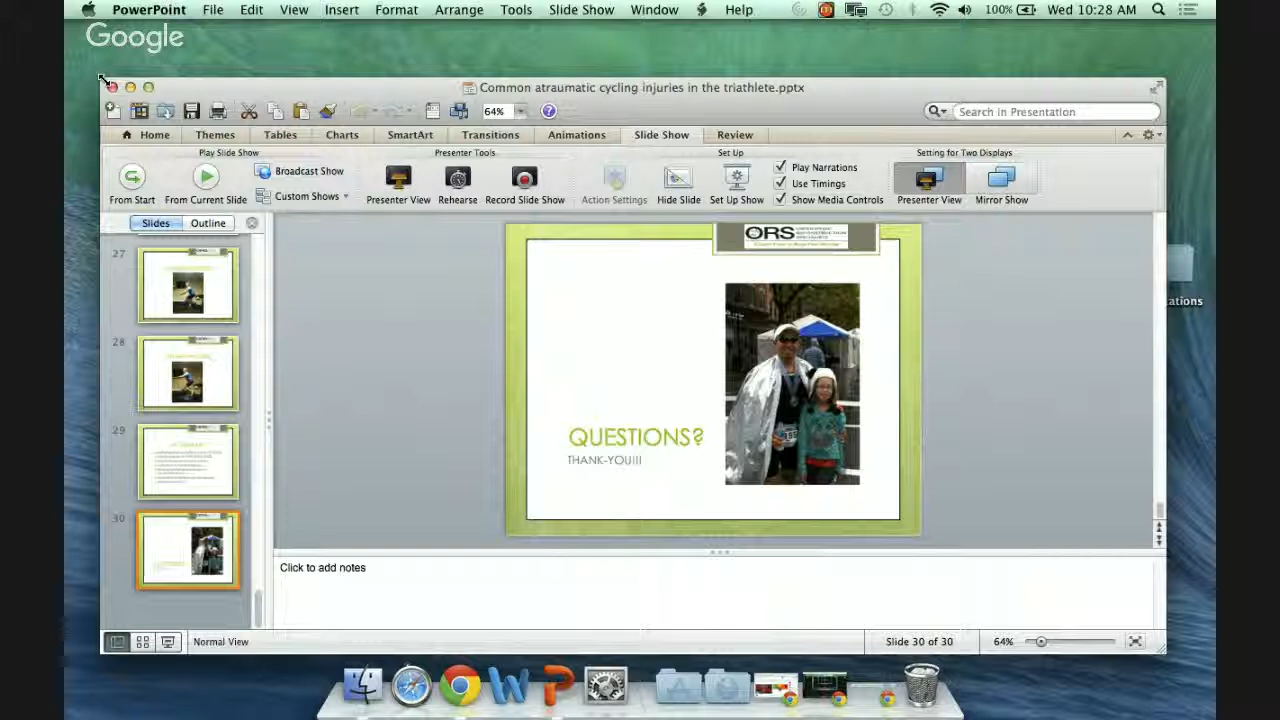 PowerPoint File Edit View Insert Format Arrange Tools Slide Show Window Help 100% Wed 10:28 AM
Google
Common atraumatic cycling injuries in the triathlete.pptx
64% Search in Presentation
Home Themes Tables Charts SmartArt Transitions Animations Slide Show Review
Play Slide Show Presenter Tools Set Up Setting for Two Displays
Broadcast Show Play Narrations
Custom Shows Use Timings
From Start From Current Slide Presenter View Rehearse Record Slide Show Action Settings Hide Slide Set Up Show Show Media Controls Presenter View Mirror Show
Slides Outline
ORS
27
ations
28
29
QUESTIONS?
THANK-YOU!!!
30
Click to add notes
Normal View Slide 30 of 30 64%